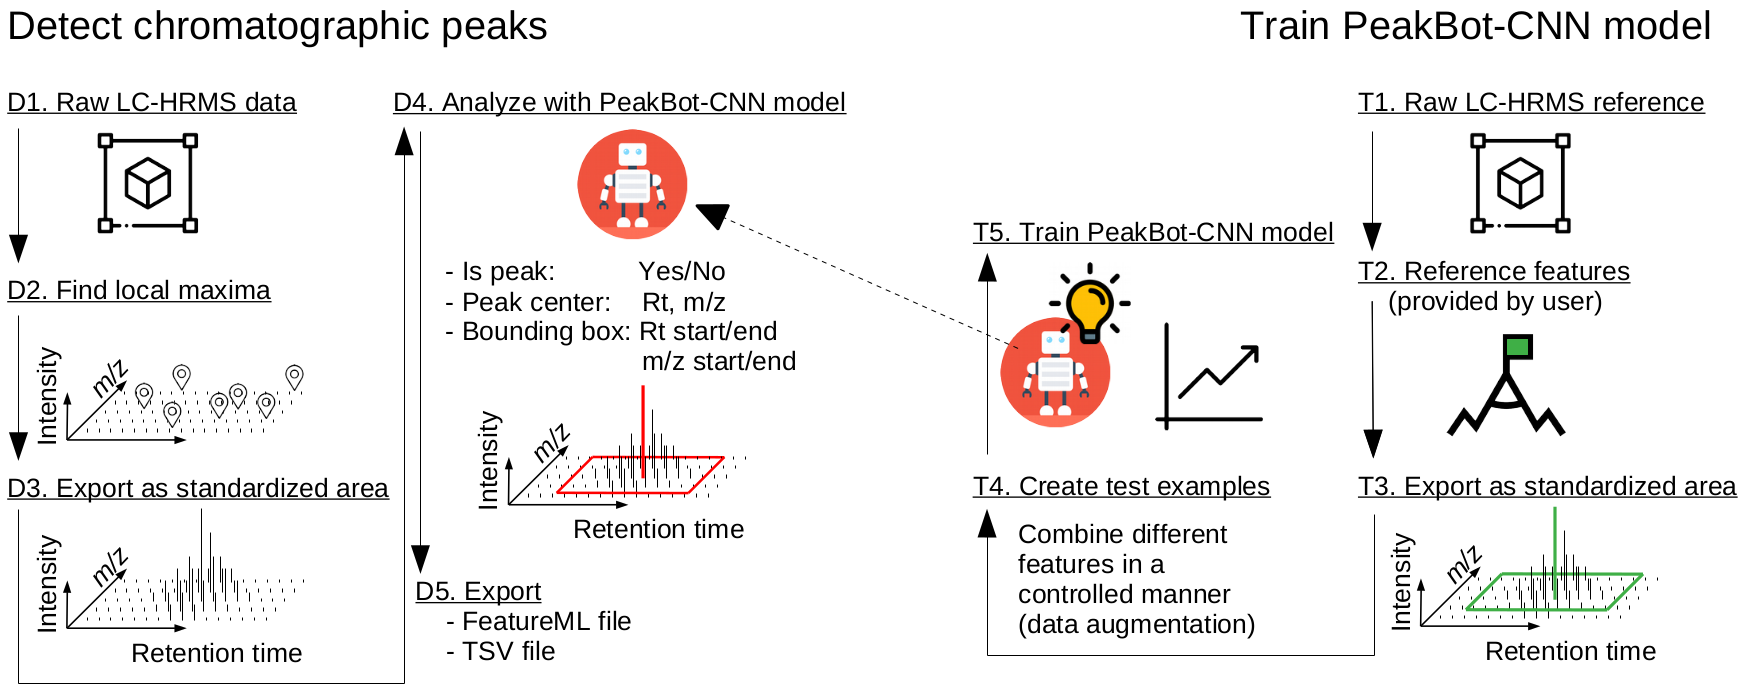 Detect chromatographic peaks
Train PeakBot-CNN model
D1. Raw LC-HRMS data
D2. Find local maxima
Intensity
m/z
D3. Export as standardized area
Intensity
m/z
Retention time
D4. Analyze with PeakBot-CNN model
- Is peak: Yes/No
- Peak center: Rt, m/z
- Bounding box: Rt start/end
m/z start/end
Intensity
m/z
Retention time
D5. Export
- FeatureML file
- TSV file
T1. Raw LC-HRMS reference
T2. Reference features
(provided by user)
T3. Export as standardized area
Intensity
m/z
Retention time
T4. Create test examples
Combine different
features in a
controlled manner
(data augmentation)
T5. Train PeakBot-CNN model